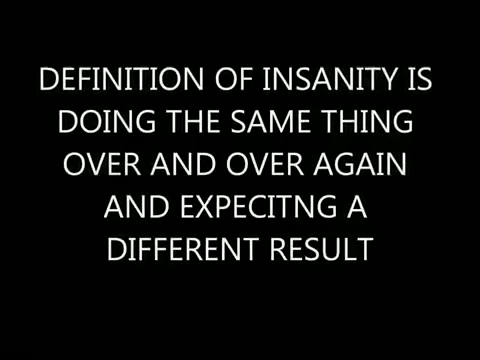 DEFINITION OF INSANITY IS
DOING THE SAME THING
OVER AND OVER AGAIN
AND EXPECITNG A
DIFFERENT RESULT